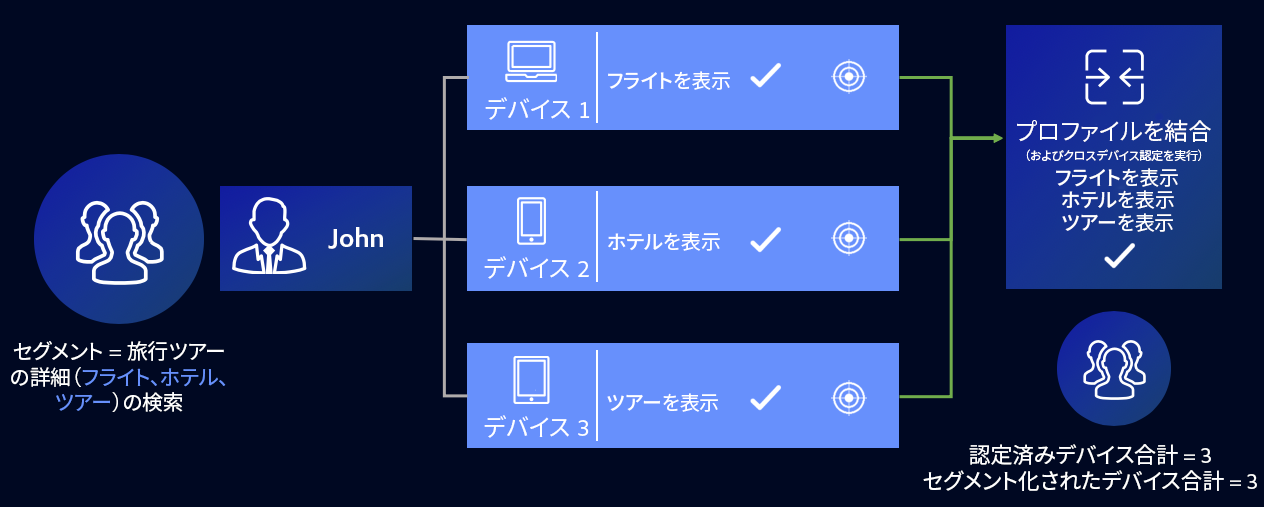 セグメント = 旅行ツアー
の詳細（フライト、ホテル、
ツアー）の検索
John
デバイス 1
フライトを表示
デバイス 2
ホテルを表示
デバイス 3
ツアーを表示
プロファイルを結合
（およびクロスデバイス認定を実行）
フライトを表示
ホテルを表示
ツアーを表示
認定済みデバイス合計 = 3
セグメント化されたデバイス合計 = 3